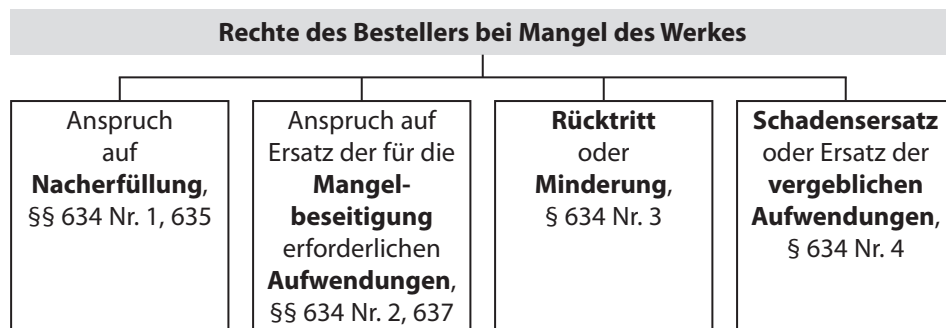 Rechte des Bestellers bei Mangel des Werkes
Anspruch
auf
Nacherfüllung,
§§ 634 Nr. 1, 635
Anspruch auf
Ersatz der für die
Mangel-
beseitigung
erforderlichen
Aufwendungen,
§§ 634 Nr. 2, 637
Rücktritt
oder
Minderung,
§ 634 Nr. 3
Schadensersatz
oder Ersatz der
vergeblichen
Aufwendungen,
§ 634 Nr. 4